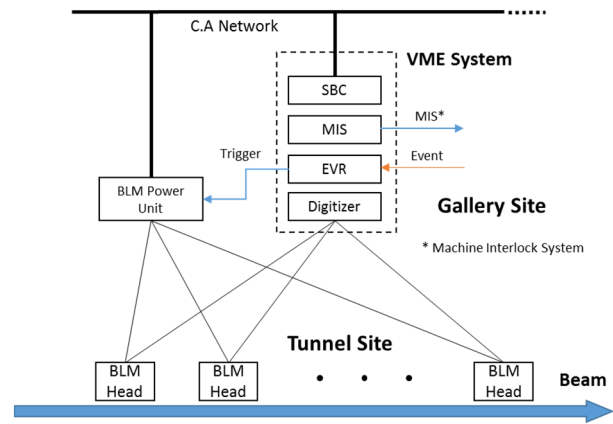 C.A Network
VME System
SBC
MIS
MIS*
Trigger
EVR
Event
BLM Power
Unit
Digitizer
Gallery Site
* Machine Interlock System
Tunnel Site
BLM
Head
BLM
Head
BLM
Head
Beam